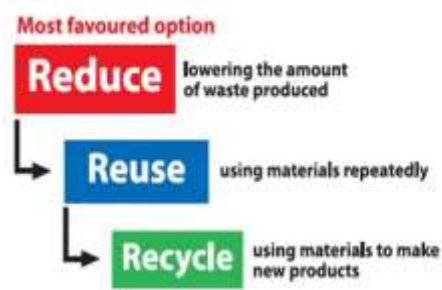 Most favoured option
Reduce
lowering the amount
of waste produced
Reuse
using materials repeatedly
Recycle
using materials to make
new products